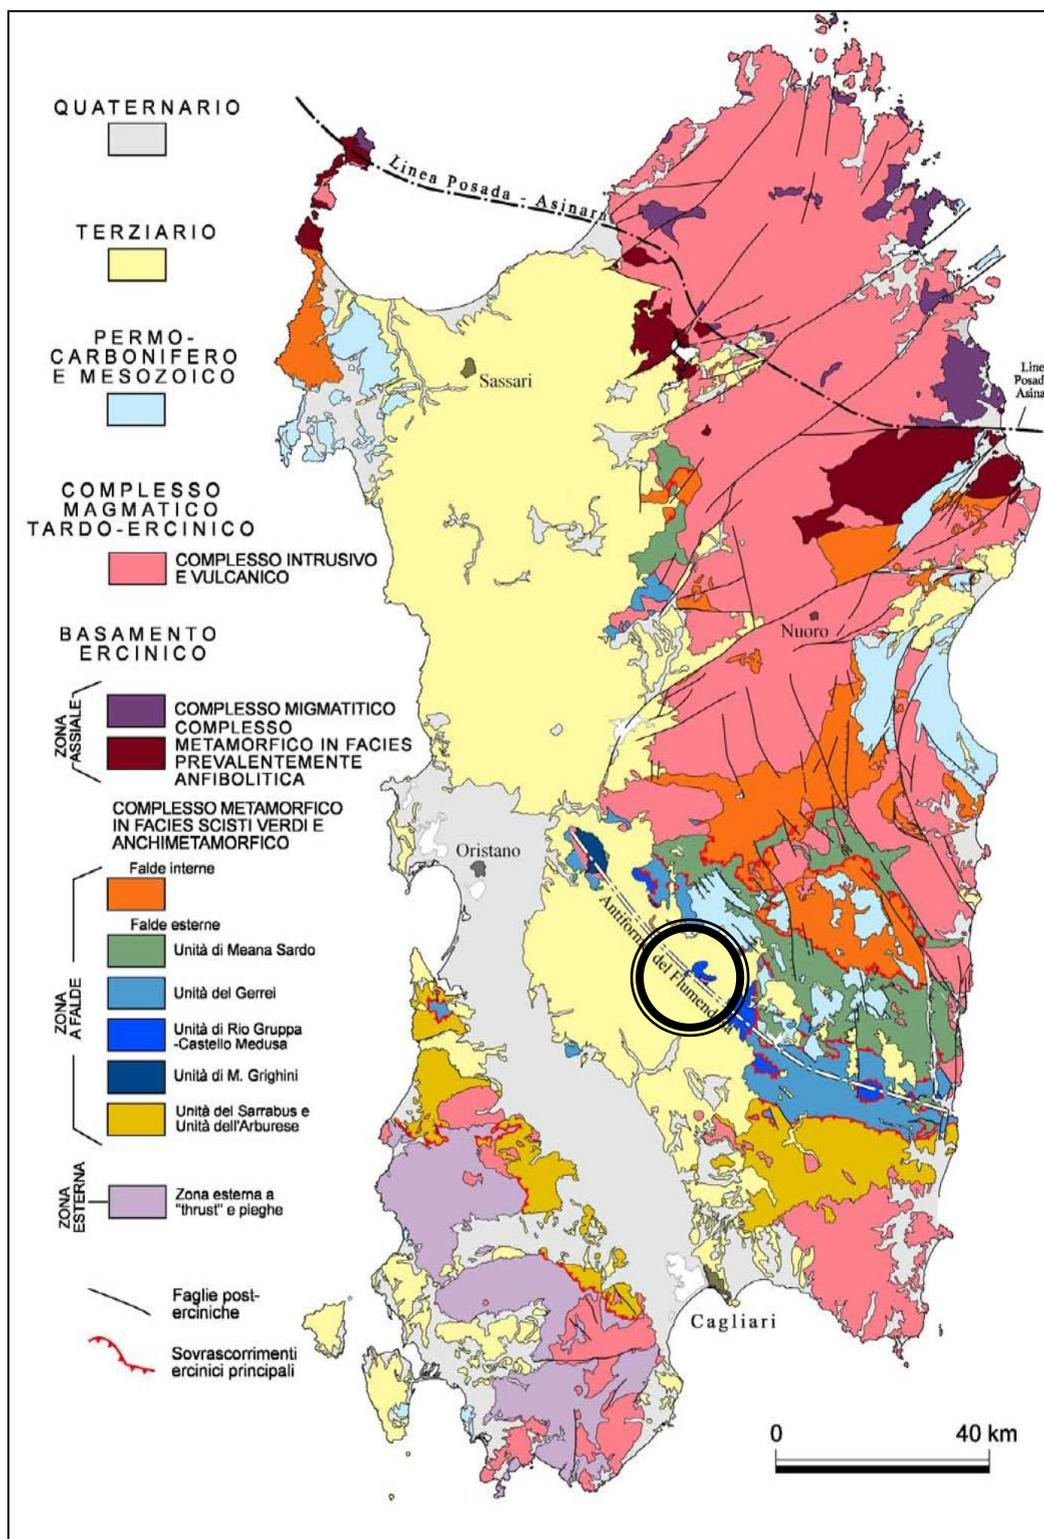 QUATERNARIO
TERZIARIO
PERMO-
CARBONIFERO
E MESOZOICO
COMPLESSO
MAGMATICO
TARDO-ERCINICO
COMPLESSO INTRUSIVO
E VULCANICO
BASAMENTO
ERCINICO
ZONA
ASSIALE
COMPLESSO MIGMATITICO
COMPLESSO
METAMORFICO IN FACIES
PREVALENTEMENTE
ANFIBOLITICA
COMPLESSO METAMORFICO
IN FACIES SCISTI VERDI E
ANCHIMETAMORFICO
Falde interne
Falde esterne
ZONA
A FALDE
Unità di Meana Sardo
Unità del Gerrei
Unità di Rio Gruppa
-Castello Medusa
Unità di M. Grighini
Unità del Sarrabus e
Unità dell'Arburese
ZONA
ESTERNA
Zona esterna a
"thrust" e pieghe
Faglie post-
erciniche
Sovrascorrimenti
ercinici principali
Linea Posada - Asinara
Sassari
Line
Posad
Asina
Nuoro
Oristano
Antiforme
del Flumendosa
Cagliari
0 40 km